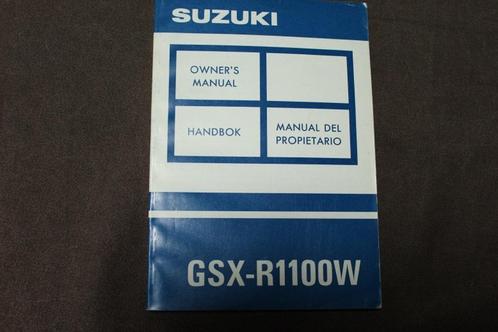 SUZUKI
OWNER'S
MANUAL
HANDBOK
MANUAL DEL
PROPIETARIO
GSX-R1100W